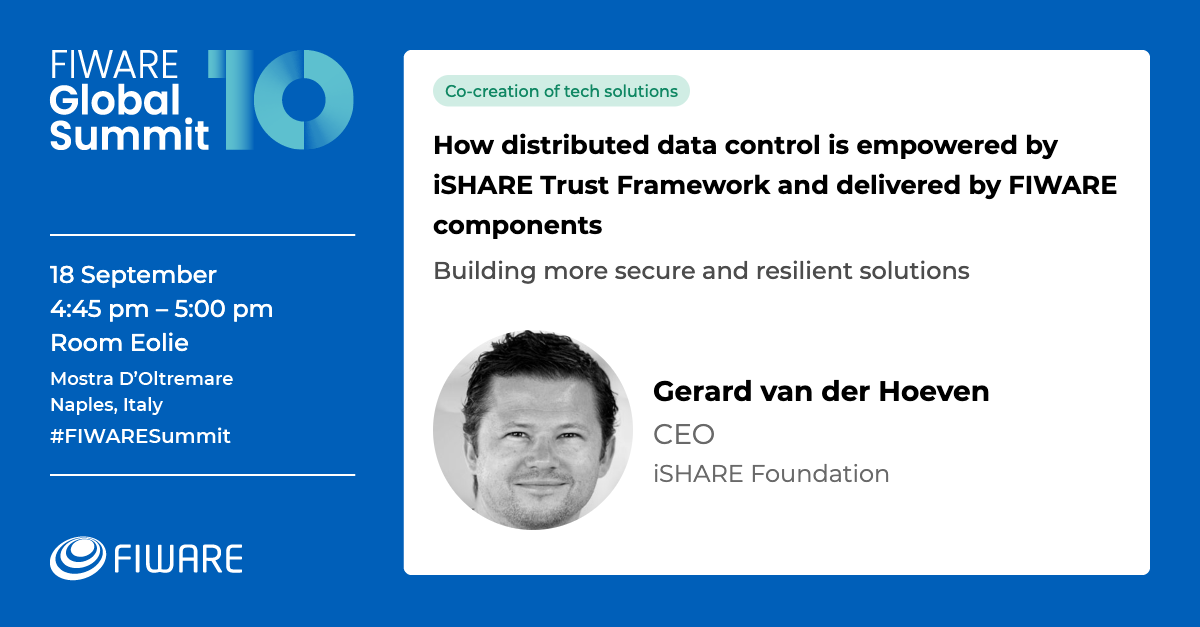 FIWARE
Global
Summit
10
18 September
4:45 pm – 5:00 pm
Room Eolie
Mostra D’Oltremare
Naples, Italy
#FIWARESummit
FIWARE
Co-creation of tech solutions
How distributed data control is empowered by
iSHARE Trust Framework and delivered by FIWARE
components
Building more secure and resilient solutions
Gerard van der Hoeven
CEO
iSHARE Foundation